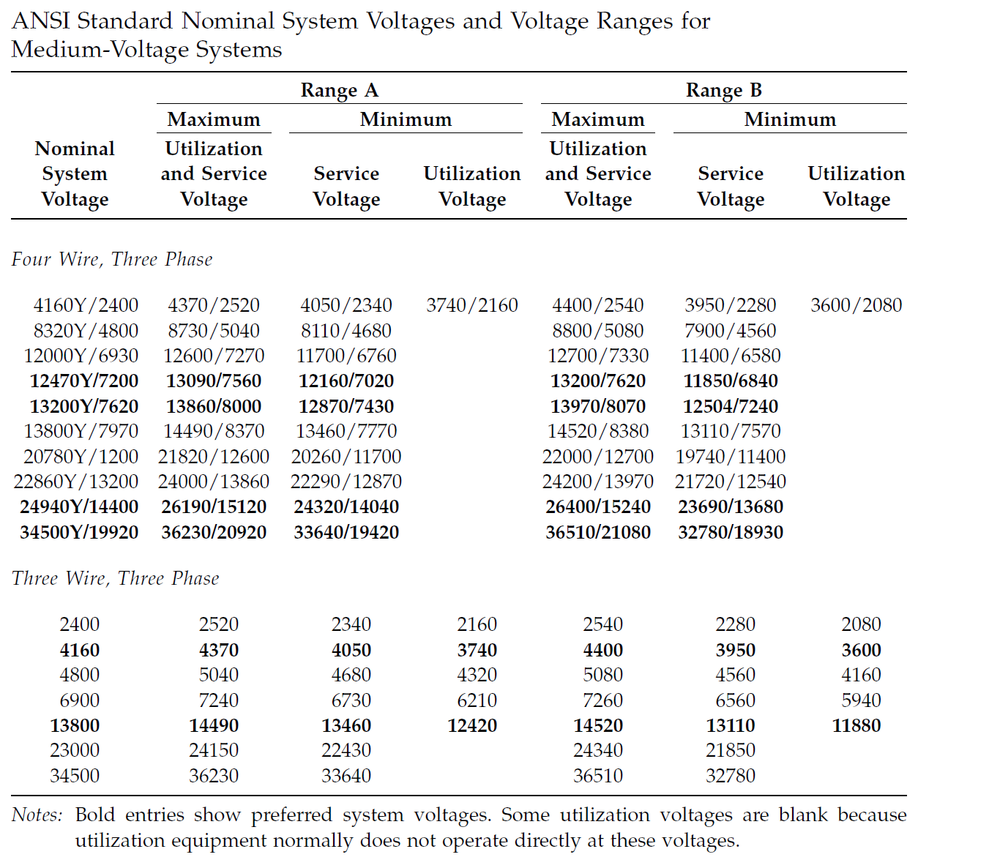 ANSI Standard Nominal System Voltages and Voltage Ranges for
Medium-Voltage Systems
Range A Range B
Maximum Minimum Maximum Minimum
Nominal Utilization Utilization
System and Service Service Utilization and Service Service Utilization
Voltage Voltage Voltage Voltage Voltage Voltage Voltage
Four Wire, Three Phase
4160Y/2400 4370/2520 4050/2340 3740/2160 4400/2540 3950/2280 3600/2080
8320Y/4800 8730/5040 8110/4680 8800/5080 7900/4560
12000Y/6930 12600/7270 11700/6760 12700/7330 11400/6580
12470Y/7200 13090/7560 12160/7020 13200/7620 11850/6840
13200Y/7620 13860/8000 12870/7430 13970/8070 12504/7240
13800Y/7970 14490/8370 13460/7770 14520/8380 13110/7570
20780Y/1200 21820/12600 20260/11700 22000/12700 19740/11400
22860Y/13200 24000/13860 22290/12870 24200/13970 21720/12540
24940Y/14400 26190/15120 24320/14040 26400/15240 23690/13680
34500Y/19920 36230/20920 33640/19420 36510/21080 32780/18930
Three Wire, Three Phase
2400 2520 2340 2160 2540 2280 2080
4160 4370 4050 3740 4400 3950 3600
4800 5040 4680 4320 5080 4560 4160
6900 7240 6730 6210 7260 6560 5940
13800 14490 13460 12420 14520 13110 11880
23000 24150 22430 24340 21850
34500 36230 33640 36510 32780
Notes: Bold entries show preferred system voltages. Some utilization voltages are blank because
utilization equipment normally does not operate directly at these voltages.